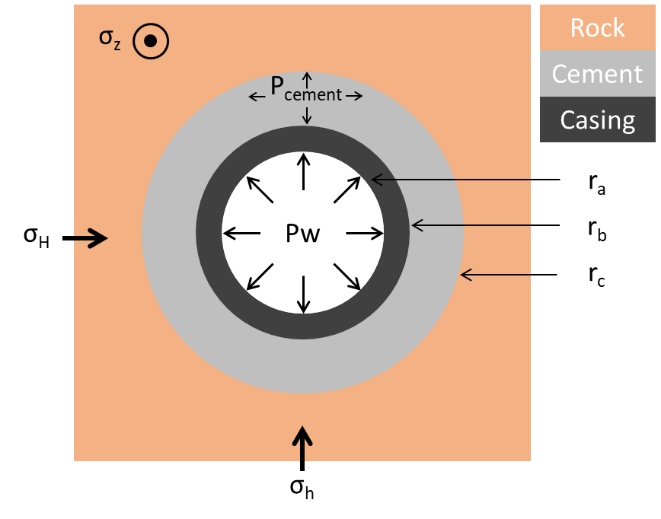 σz
Pcement
Rock
Cement
Casing
ra
rb
rc
Pw
σH
σh